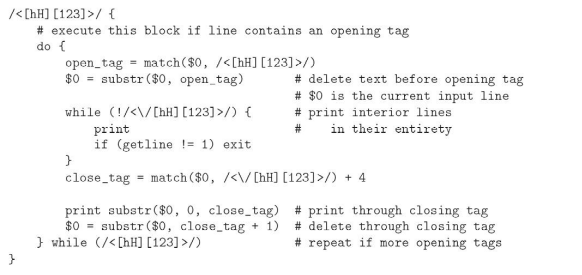 /<[hH][123]>/ {
    # execute this block if line contains an opening tag
    do {
        open_tag = match($0, /<[hH][123]>/)
        $0 = substr($0, open_tag)       # delete text before opening tag
                                        # $0 is the current input line
        while (!/<\/[hH][123]>/) {      # print interior lines
            print                       #    in their entirety
            if (getline != 1) exit
        }
        close_tag = match($0, /<\/[hH][123]>/) + 4

        print substr($0, 0, close_tag)  # print through closing tag
        $0 = substr($0, close_tag + 1)  # delete through closing tag
    } while (/<[hH][123]>/)             # repeat if more opening tags
}